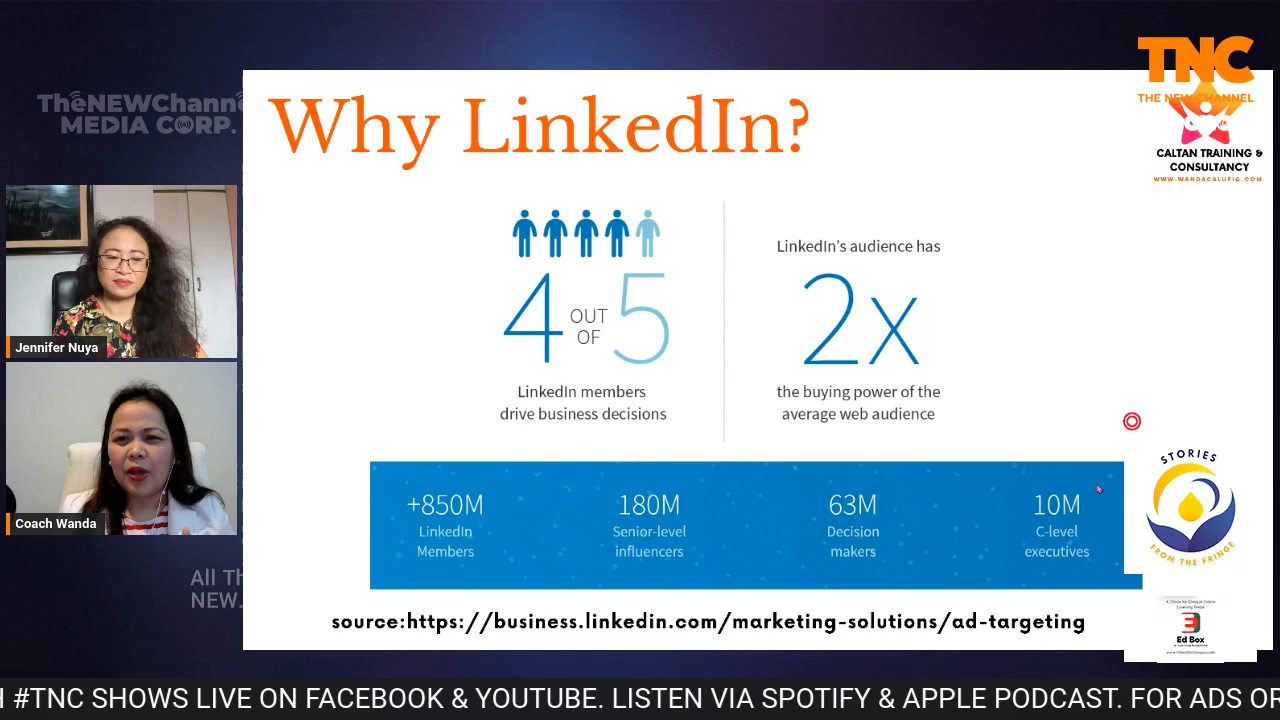 TheNEWChanne
MEDIA CORP.
TNC
THE NEW CHANNEL
CALTAN TRAINING &
CONSULTANCY
WWW.WANDACALUPIG.COM
Why LinkedIn?
4 OUT OF 5
LinkedIn members
drive business decisions
LinkedIn's audience has
2x
the buying power of the
average web audience
Jennifer Nuya
Coach Wanda
+850M
LinkedIn
Members
180M
Senior-level
influencers
63M
Decision
makers
10M
C-level
executives
STORIES
FROM THE FRINGE
All Th
NEW.
Ed Box
source:https://business.linkedin.com/marketing-solutions/ad-targeting
H #TNC SHOWS LIVE ON FACEBOOK & YOUTUBE. LISTEN VIA SPOTIFY & APPLE PODCAST. FOR ADS OR